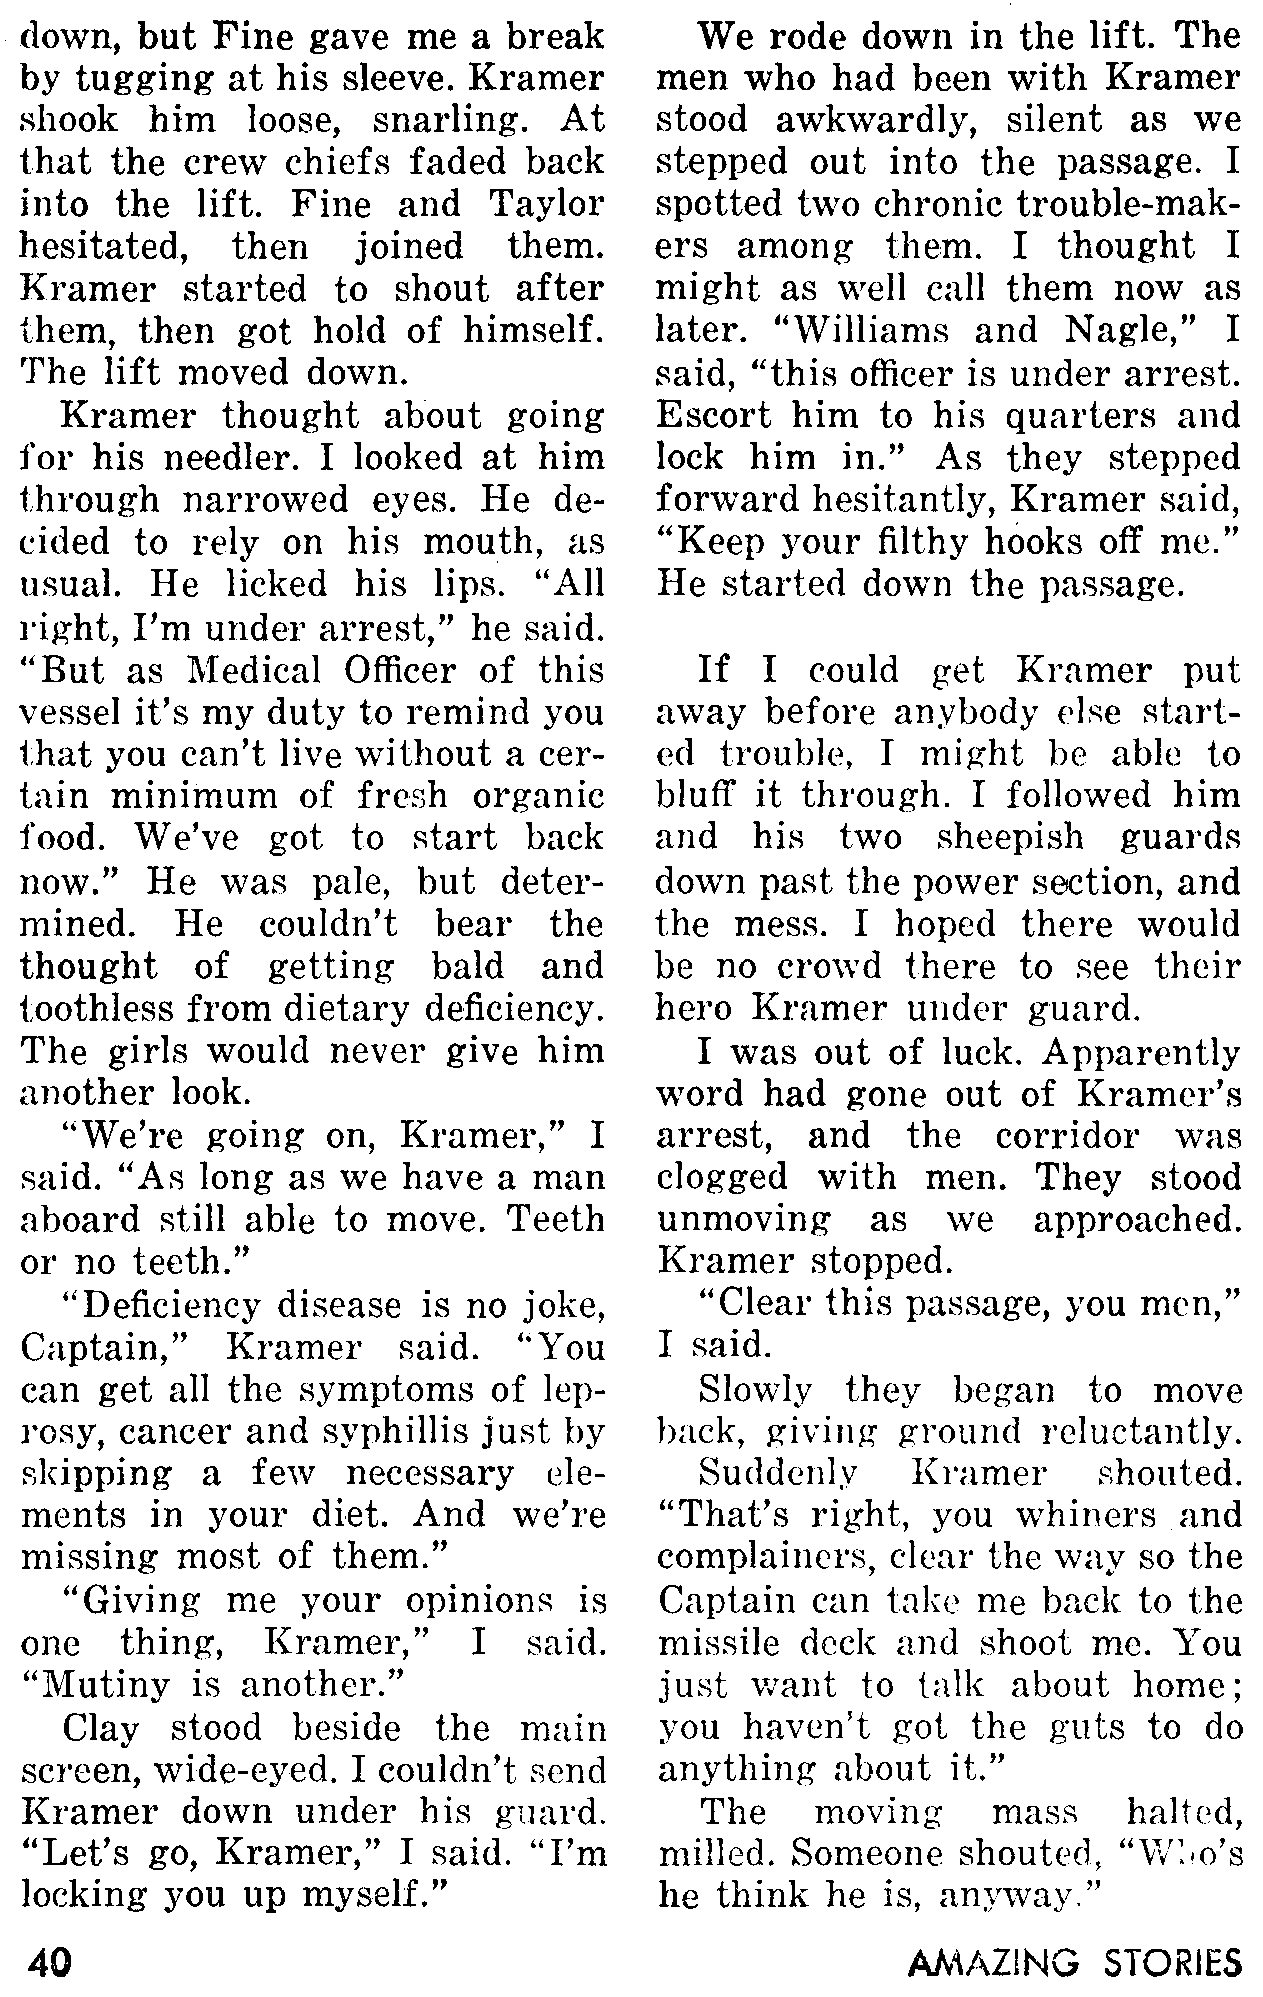 down, but Fine gave me a break
by tugging at his sleeve. Kramer
shook him loose, snarling. At
that the crew chiefs faded back
into the lift. Fine and Taylor
hesitated, then joined them.
Kramer started to shout after
them, then got hold of himself.
The lift moved down.
Kramer thought about going
for his needler. I looked at him
through narrowed eyes. He de-
cided to rely on his mouth, as
usual. He licked his lips. “All
right, I’m under arrest,” he said.
“But as Medical Officer of this
vessel it’s my duty to remind you
that you can’t live without a cer-
tain minimum of fresh organic
food. We’ve got to start back
now.” He was pale, but deter-
mined. He couldn’t bear the
thought of getting bald and
toothless from dietary deficiency.
The girls would never give him
another look.
“We’re going on, Kramer,” I
said. “As long as we have a man
aboard still able to move. Teeth
or no teeth.”
“Deficiency disease is no joke,
Captain,” Kramer said. “You
can get all the symptoms of lep-
rosy, cancer and syphillis just by
skipping a few necessary ele-
ments in your diet. And we’re
missing most of them.”
“Giving me your opinions is
one thing, Kramer,” I said.
“Mutiny is another.”
Clay stood beside the main
screen, wide-eyed. I couldn’t send
Kramer down under his guard.
“Let’s go, Kramer,” I said. “I’m
locking you up myself.”
We rode down in the lift. The
men who had been with Kramer
stood awkwardly, silent as we
stepped out into the passage. I
spotted two chronic trouble-mak-
ers among them. I thought I
might as well call them now as
later. “Williams and Nagle,” I
said, “this officer is under arrest.
Escort him to his quarters and
lock him in.” As they stepped
forward hesitantly, Kramer said,
“Keep your filthy hooks off me.”
He started down the passage.
If I could get Kramer put
away before anybody else start-
ed trouble, I might be able to
bluff it through. I followed him
and his two sheepish guards
down past the power section, and
the mess. I hoped there would
be no crowd there to see their
hero Kramer under guard.
I was out of luck. Apparently
word had gone out of Kramer’s
arrest, and the corridor was
clogged with men. They stood
unmoving as we approached.
Kramer stopped.
“Clear this passage, you men,”
I said.
Slowly they began to move
back, giving ground reluctantly.
Suddenly Kramer shouted.
“That’s right, you whiners and
complainers, clear the way so the
Captain can take me back to the
missile deck and shoot me. You
just want to talk about home;
you haven’t got the guts to do
anything about it.”
The moving mass halted,
milled. Someone shouted, “Who’s
he think he is, anyway.”
40
AMAZING STORIES